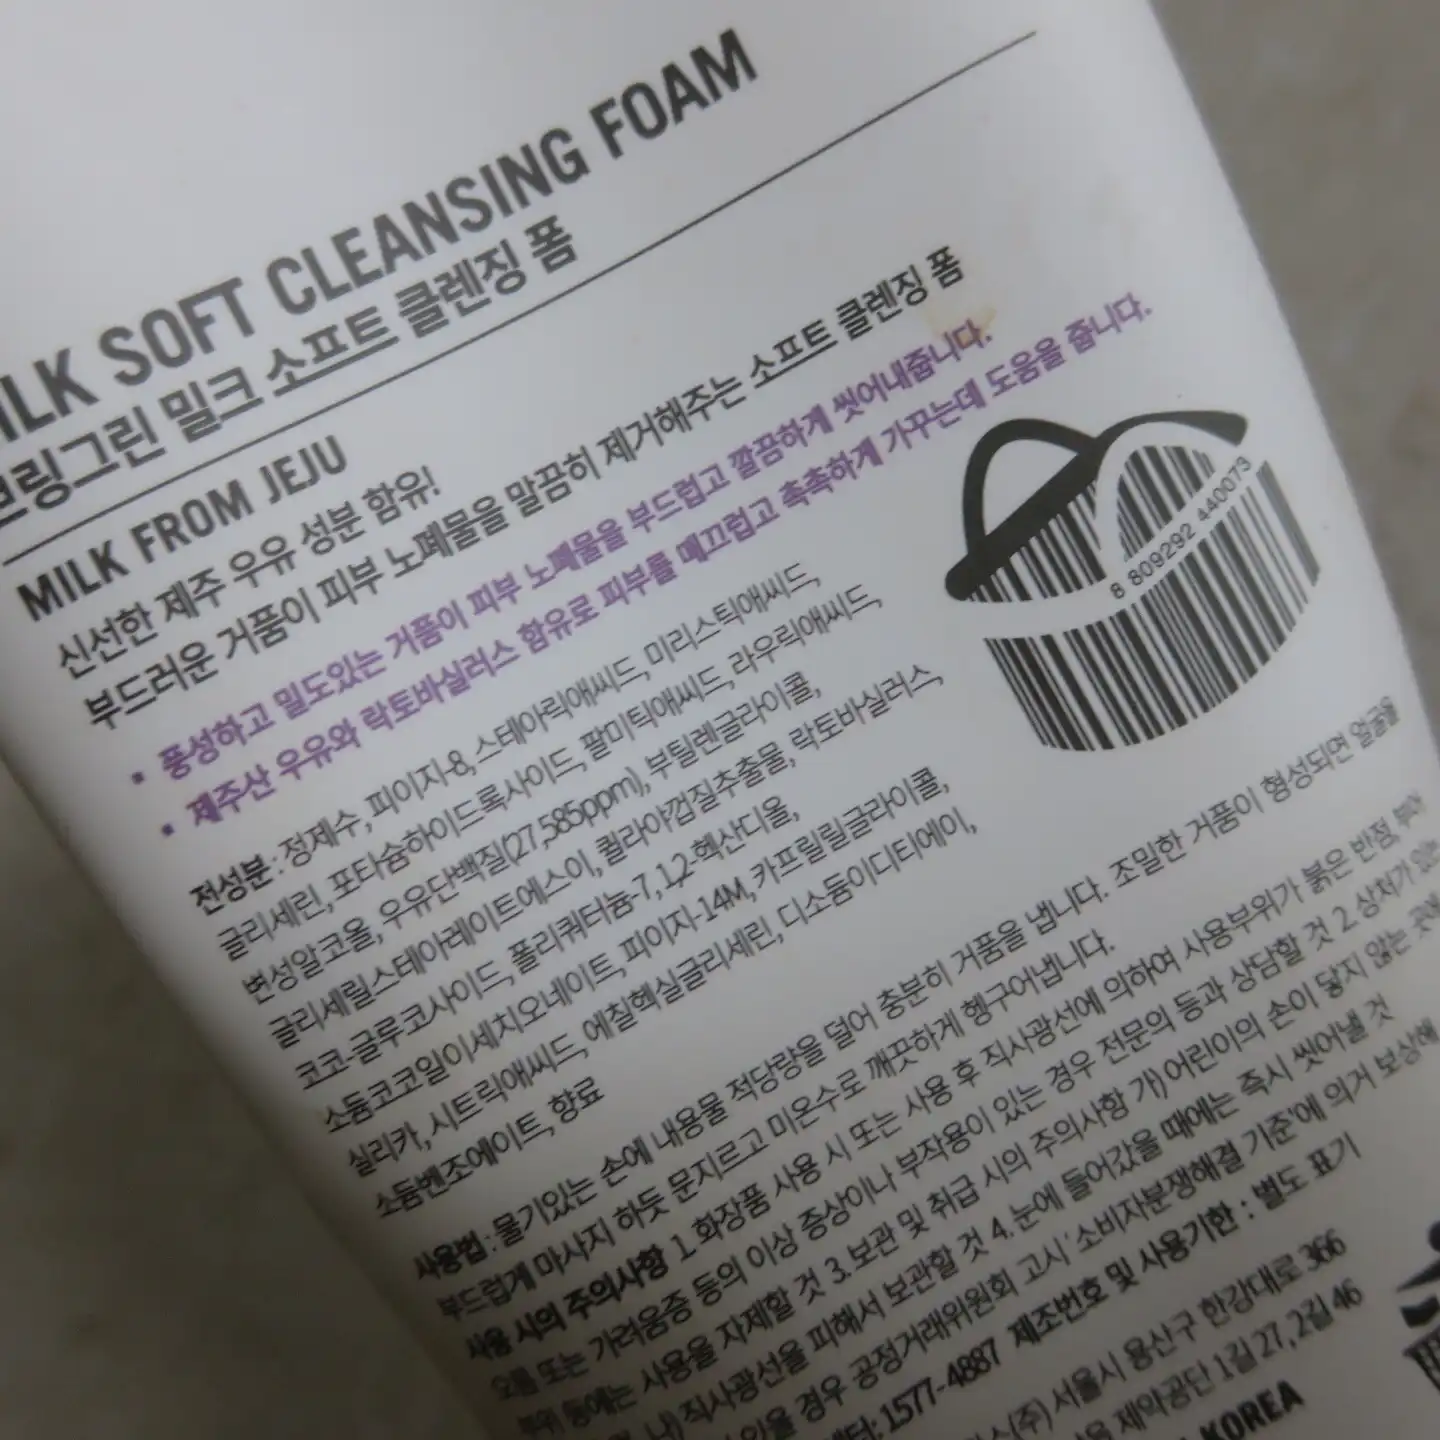 MILK SOFT CLEANSING FOAM
브링그린 밀크 소프트 클렌징 폼
MILK FROM JEJU
신선한 제주 우유 성분 함유!
부드러운 거품이 피부 노폐물을 말끔히 제거해주는 소프트 클렌징 폼
• 풍성하고 밀도있는 거품이 피부 노폐물을 부드럽고 깔끔하게 씻어내줍니다.
• 제주산 우유와 락토바실러스 함유로 피부를 매끄럽고 촉촉하게 가꾸는데 도움을 줍니다.
8 809292 440073
전성분 : 정제수, 피이지-8, 스테아릭애씨드, 미리스틱애씨드,
글리세린, 포타슘하이드록사이드, 팔미틱애씨드, 라우릭애씨드,
변성알코올, 우유단백질(27,585ppm), 부틸렌글라이콜,
글리세릴스테아레이트에스이, 퀼라야껍질추출물, 락토바실러스,
코코-글루코사이드, 폴리쿼터늄-7, 1,2-헥산디올,
소듐코코일이세치오네이트, 피이지-14M, 카프릴릴글라이콜,
실리카, 시트릭애씨드, 에칠헥실글리세린, 디소듐이디티에이,
소듐벤조에이트, 향료
사용법 : 물기있는 손에 내용물 적당량을 덜어 충분히 거품을 냅니다. 조밀한 거품이 형성되면 얼굴을
부드럽게 마사지 하듯 문지르고 미온수로 깨끗하게 헹구어냅니다.
사용 시의 주의사항 1. 화장품 사용 시 또는 사용 후 직사광선에 의하여 사용부위가 붉은 반점, 부어
오름 또는 가려움증 등의 이상 증상이나 부작용이 있는 경우 전문의 등과 상담할 것 2. 상처가 있는
부위 등에는 사용을 자제할 것 3. 보관 및 취급 시의 주의사항 가) 어린이의 손이 닿지 않는 곳에
나) 직사광선을 피해서 보관할 것 4. 눈에 들어갔을 때에는 즉시 씻어낼 것
경우 공정거래위원회 고시 '소비자분쟁해결 기준'에 의거 보상해
1577-4887 제조번호 및 사용기한 : 별도 표기
(주) 서울시 용산구 한강대로 366
제약공단 1길 27, 2길 46
KOREA